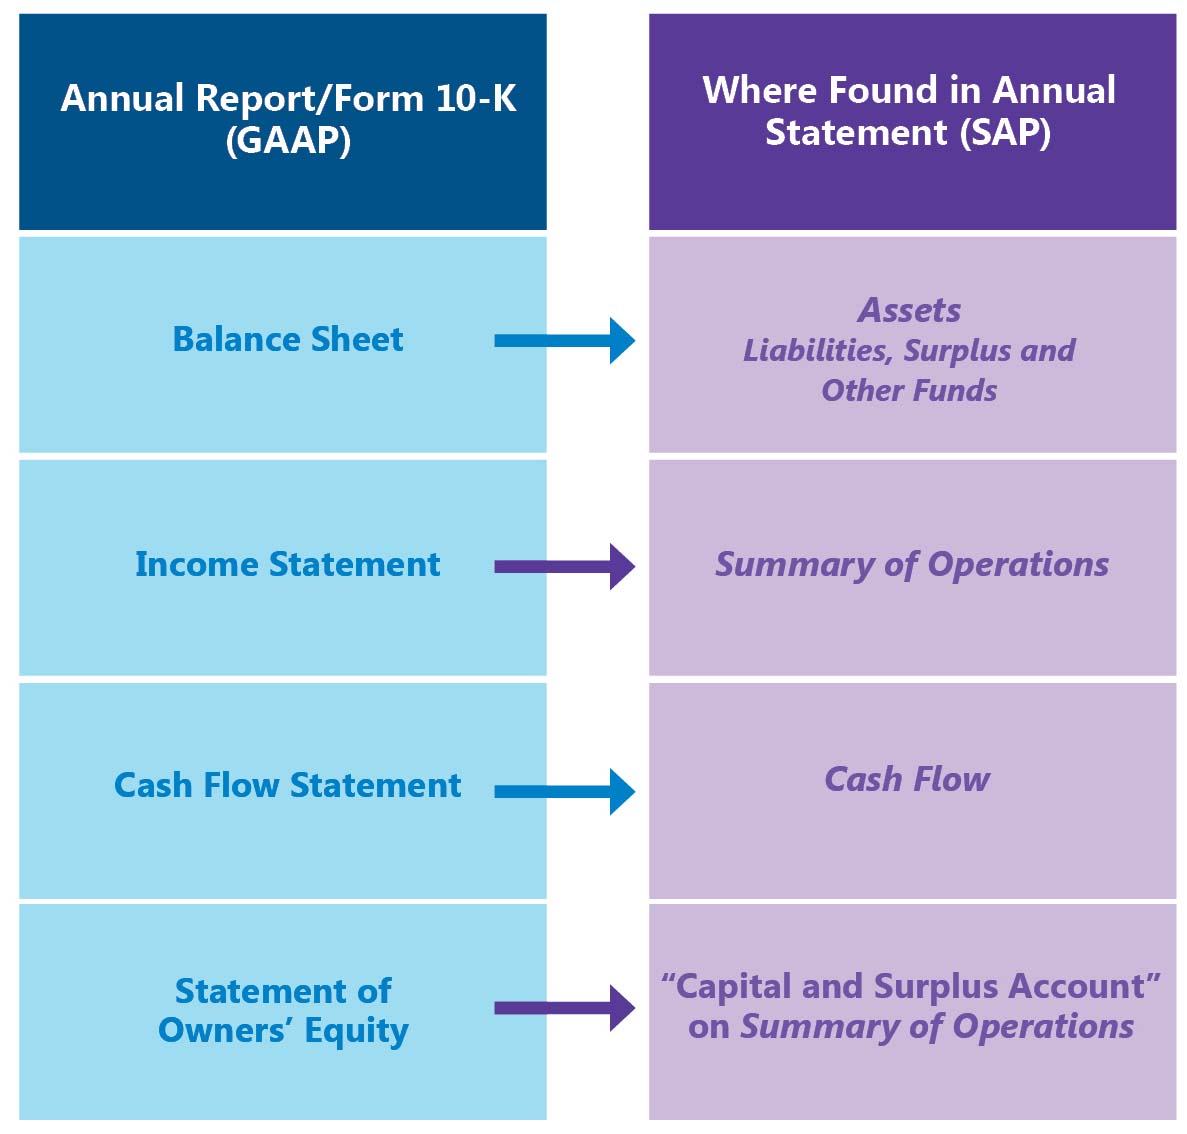 Annual Report/Form 10-K
(GAAP)
Where Found in Annual
Statement (SAP)
Balance Sheet
Assets
Liabilities, Surplus and
Other Funds
Income Statement
Summary of Operations
Cash Flow Statement
Cash Flow
Statement of
Owners’ Equity
“Capital and Surplus Account”
on Summary of Operations